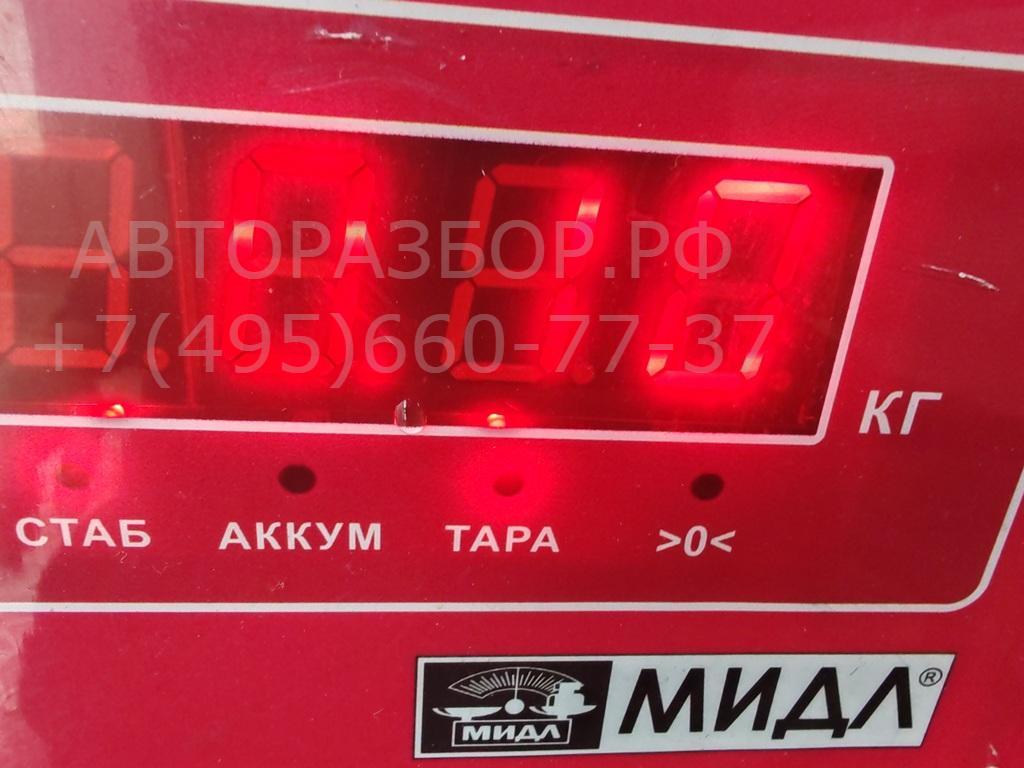 АВТОРАЗБОР.РФ
+7(495)660-77-37
КГ
СТАБ АККУМ ТАРА >0<
МИДЛ МИДЛ®